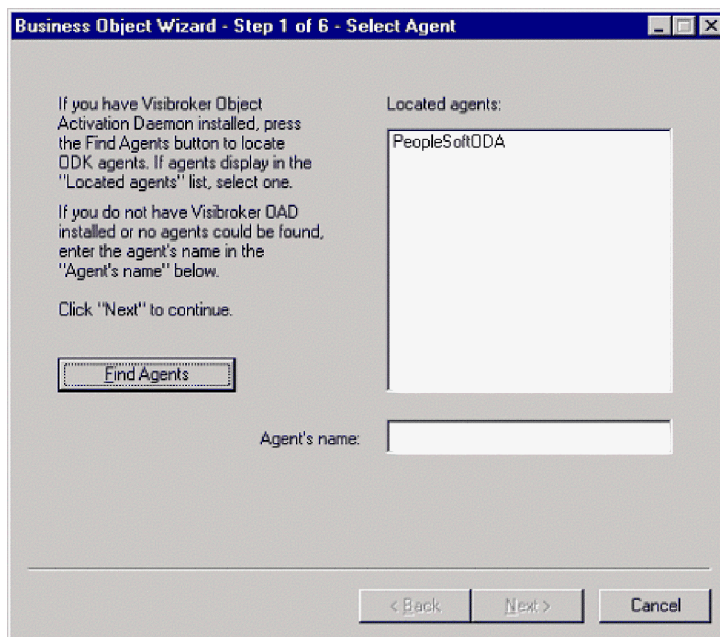 Business Object Wizard - Step 1 of 6 - Select Agent
If you have Visibroker Object
Activation Daemon installed, press
the Find Agents button to locate
ODK agents. If agents display in the
"Located agents" list, select one.
If you do not have Visibroker OAD
installed or no agents could be found,
enter the agent's name in the
"Agent's name" below.
Click "Next" to continue.
Find Agents
Located agents:
PeopleSoftODA
Agent's name:
< Back
Next >
Cancel